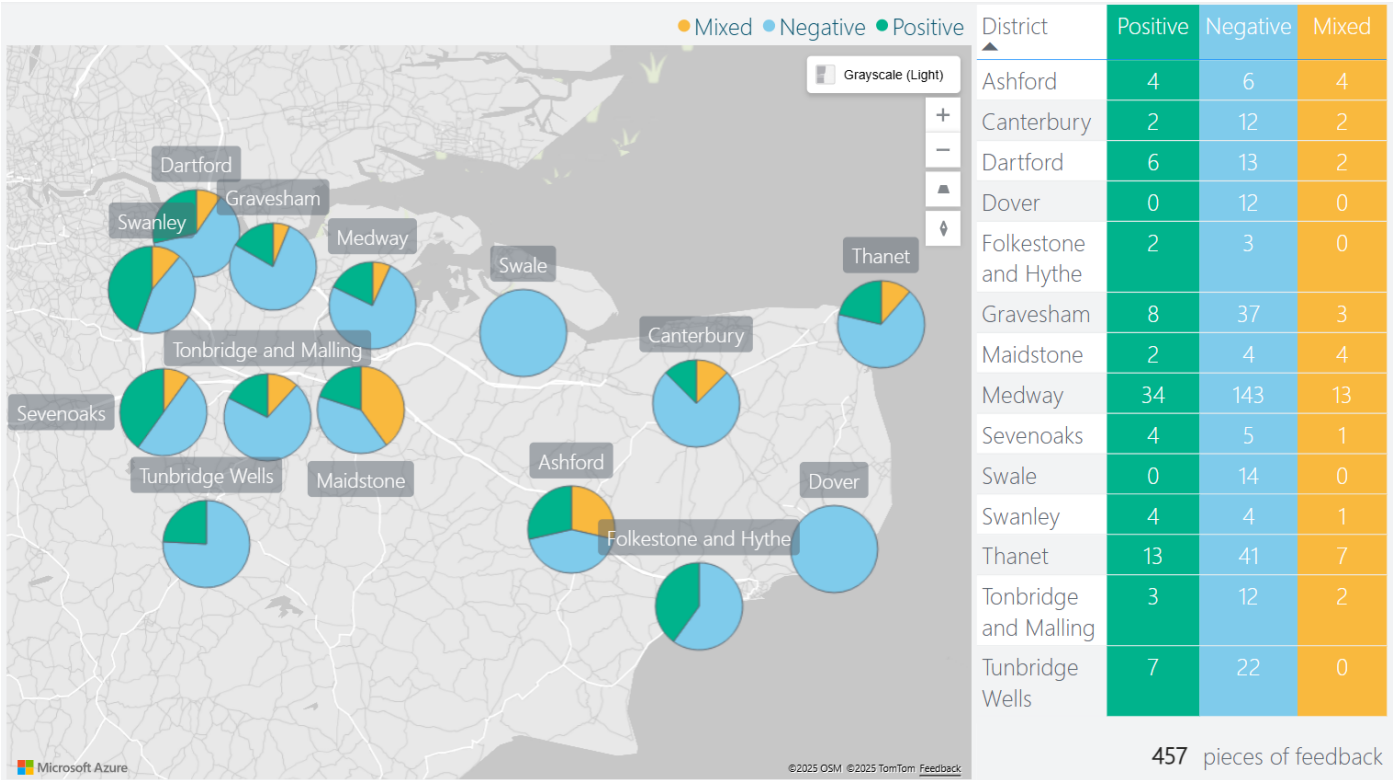 Mixed Negative Positive
Grayscale (Light)
Dartford
Gravesham
Swanley
Medway
Thanet
Swale
Canterbury
Tonbridge and Malling
Sevenoaks
Ashford
Tunbridge Wells
Maidstone
Dover
Folkestone and Hythe
Microsoft Azure
©2025 OSM ©2025 TomTom Feedback
District Positive Negative Mixed
Ashford 4 6 4
Canterbury 2 12 2
Dartford 6 13 2
Dover 0 12 0
Folkestone
and Hythe 2 3 0
Gravesham 8 37 3
Maidstone 2 4 4
Medway 34 143 13
Sevenoaks 4 5 1
Swale 0 14 0
Swanley 4 4 1
Thanet 13 41 7
Tonbridge
and Malling 3 12 2
Tunbridge
Wells 7 22 0
457 pieces of feedback